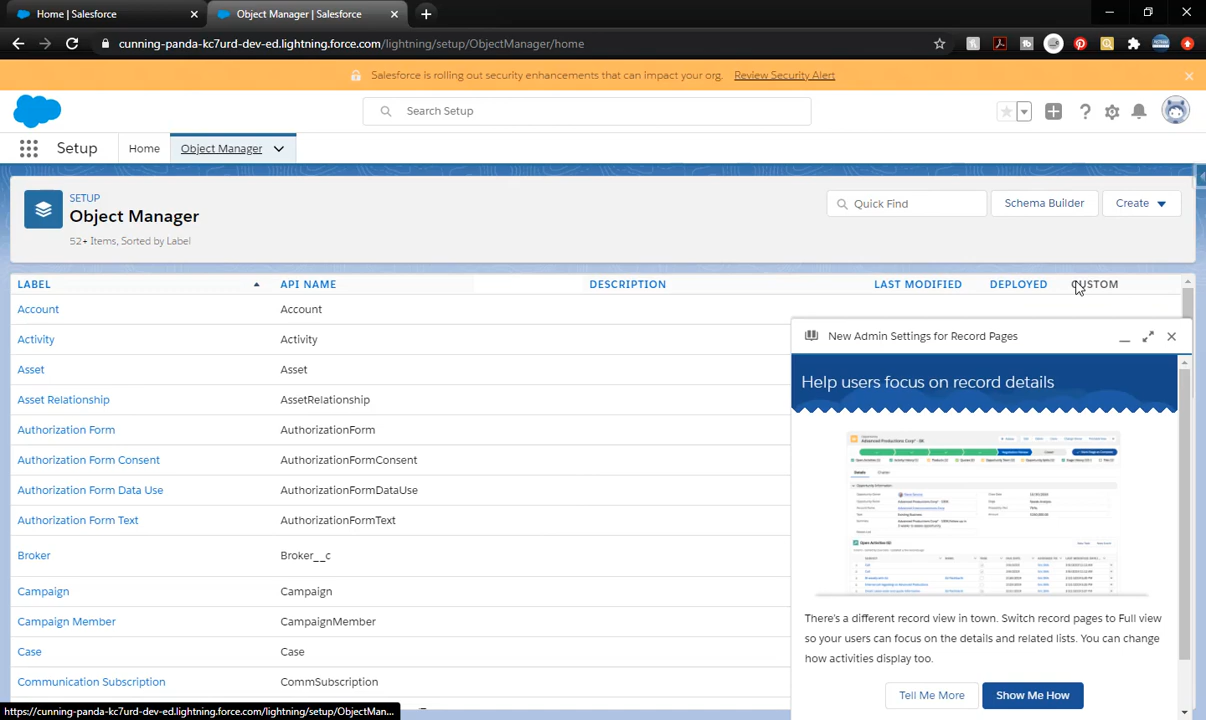 Home | Salesforce
Object Manager | Salesforce
cunning-panda-kc7urd-dev-ed.lightning.force.com/lightning/setup/ObjectManager/home
Salesforce is rolling out security enhancements that can impact your org. Review Security Alert
Search Setup
Setup Home Object Manager
SETUP
Object Manager
52+ Items, Sorted by Label
Quick Find
Schema Builder
Create
LABEL API NAME DESCRIPTION LAST MODIFIED DEPLOYED CUSTOM
Account Account
Activity Activity
Asset Asset
Asset Relationship AssetRelationship
Authorization Form AuthorizationForm
Authorization Form Consent AuthorizationFormConsent
Authorization Form Data Use AuthorizationFormDataUse
Authorization Form Text AuthorizationFormText
Broker Broker__c
Campaign Campaign
Campaign Member CampaignMember
Case Case
Communication Subscription CommSubscription
New Admin Settings for Record Pages
Help users focus on record details
There's a different record view in town. Switch record pages to Full view
so your users can focus on the details and related lists. You can change
how activities display too.
Tell Me More
Show Me How
https://cunning-panda-kc7urd-dev-ed.lightning.force.com/lightning/setup/ObjectMan...